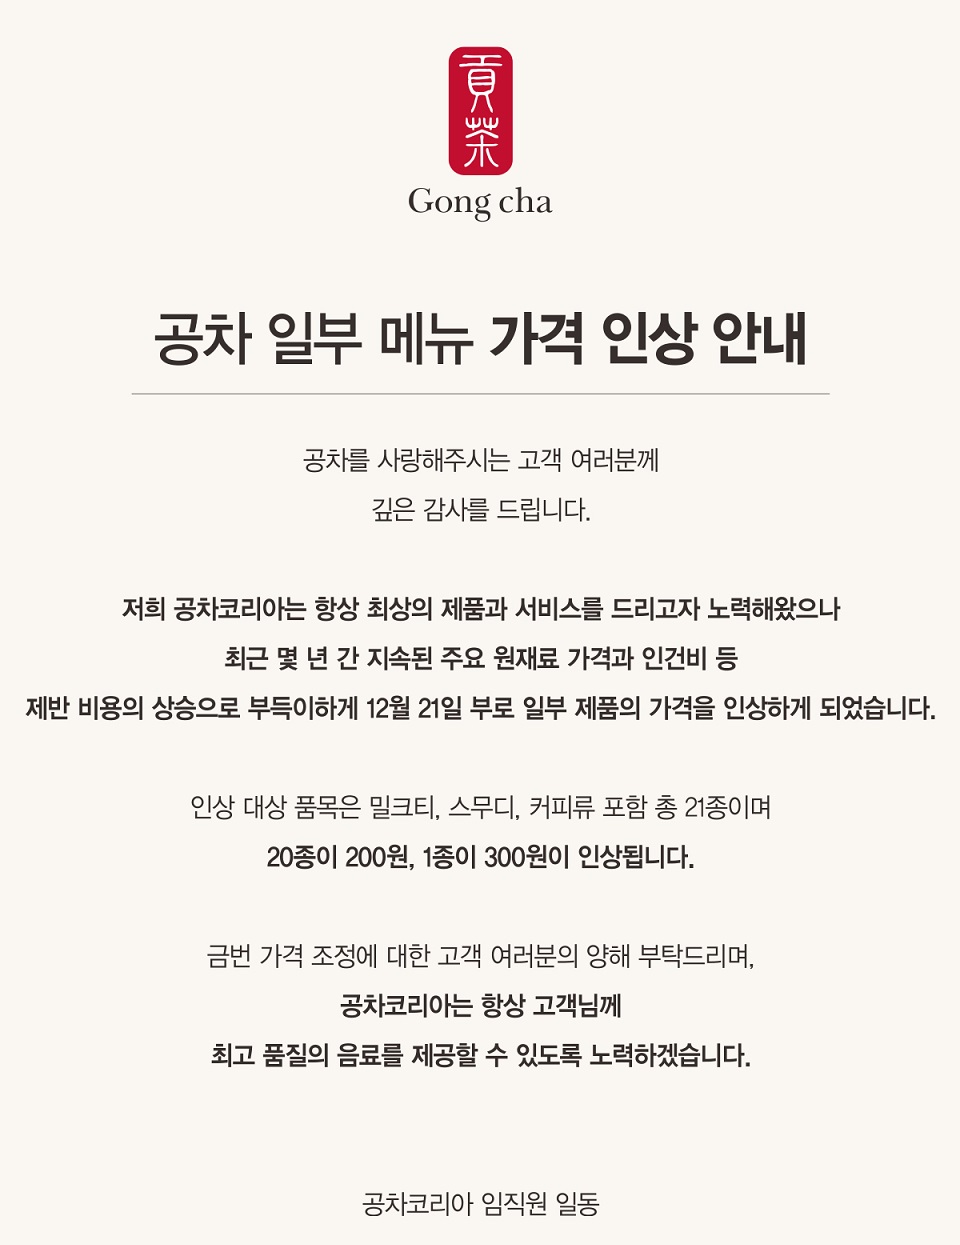 貢茶
Gong cha
공차 일부 메뉴 가격 인상 안내
공차를 사랑해주시는 고객 여러분께
깊은 감사를 드립니다.
저희 공차코리아는 항상 최상의 제품과 서비스를 드리고자 노력해왔으나
최근 몇 년 간 지속된 주요 원재료 가격과 인건비 등
제반 비용의 상승으로 부득이하게 12월 21일 부로 일부 제품의 가격을 인상하게 되었습니다.
인상 대상 품목은 밀크티, 스무디, 커피류 포함 총 21종이며
20종이 200원, 1종이 300원이 인상됩니다.
금번 가격 조정에 대한 고객 여러분의 양해 부탁드리며,
공차코리아는 항상 고객님께
최고 품질의 음료를 제공할 수 있도록 노력하겠습니다.
공차코리아 임직원 일동